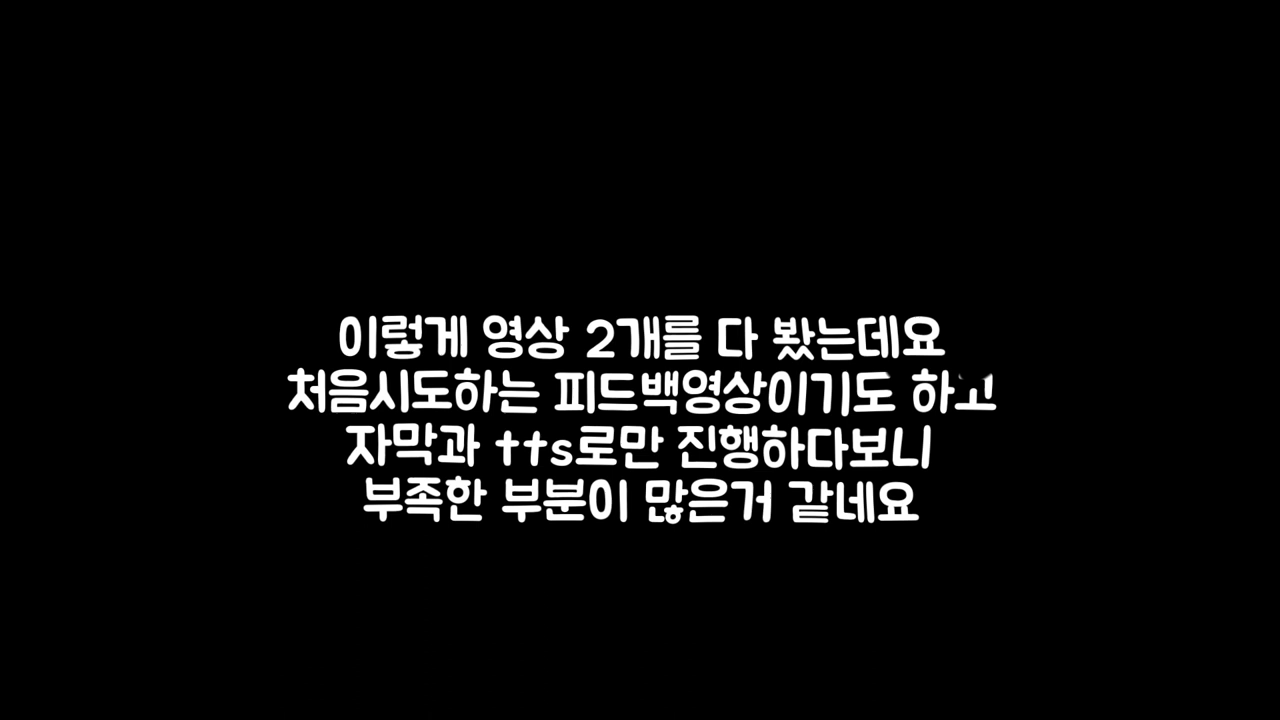 이렇게 영상 2개를 다 봤는데요
처음시도하는 피드백영상이기도 하고
자막과 tts로만 진행하다보니
부족한 부분이 많은거 같네요